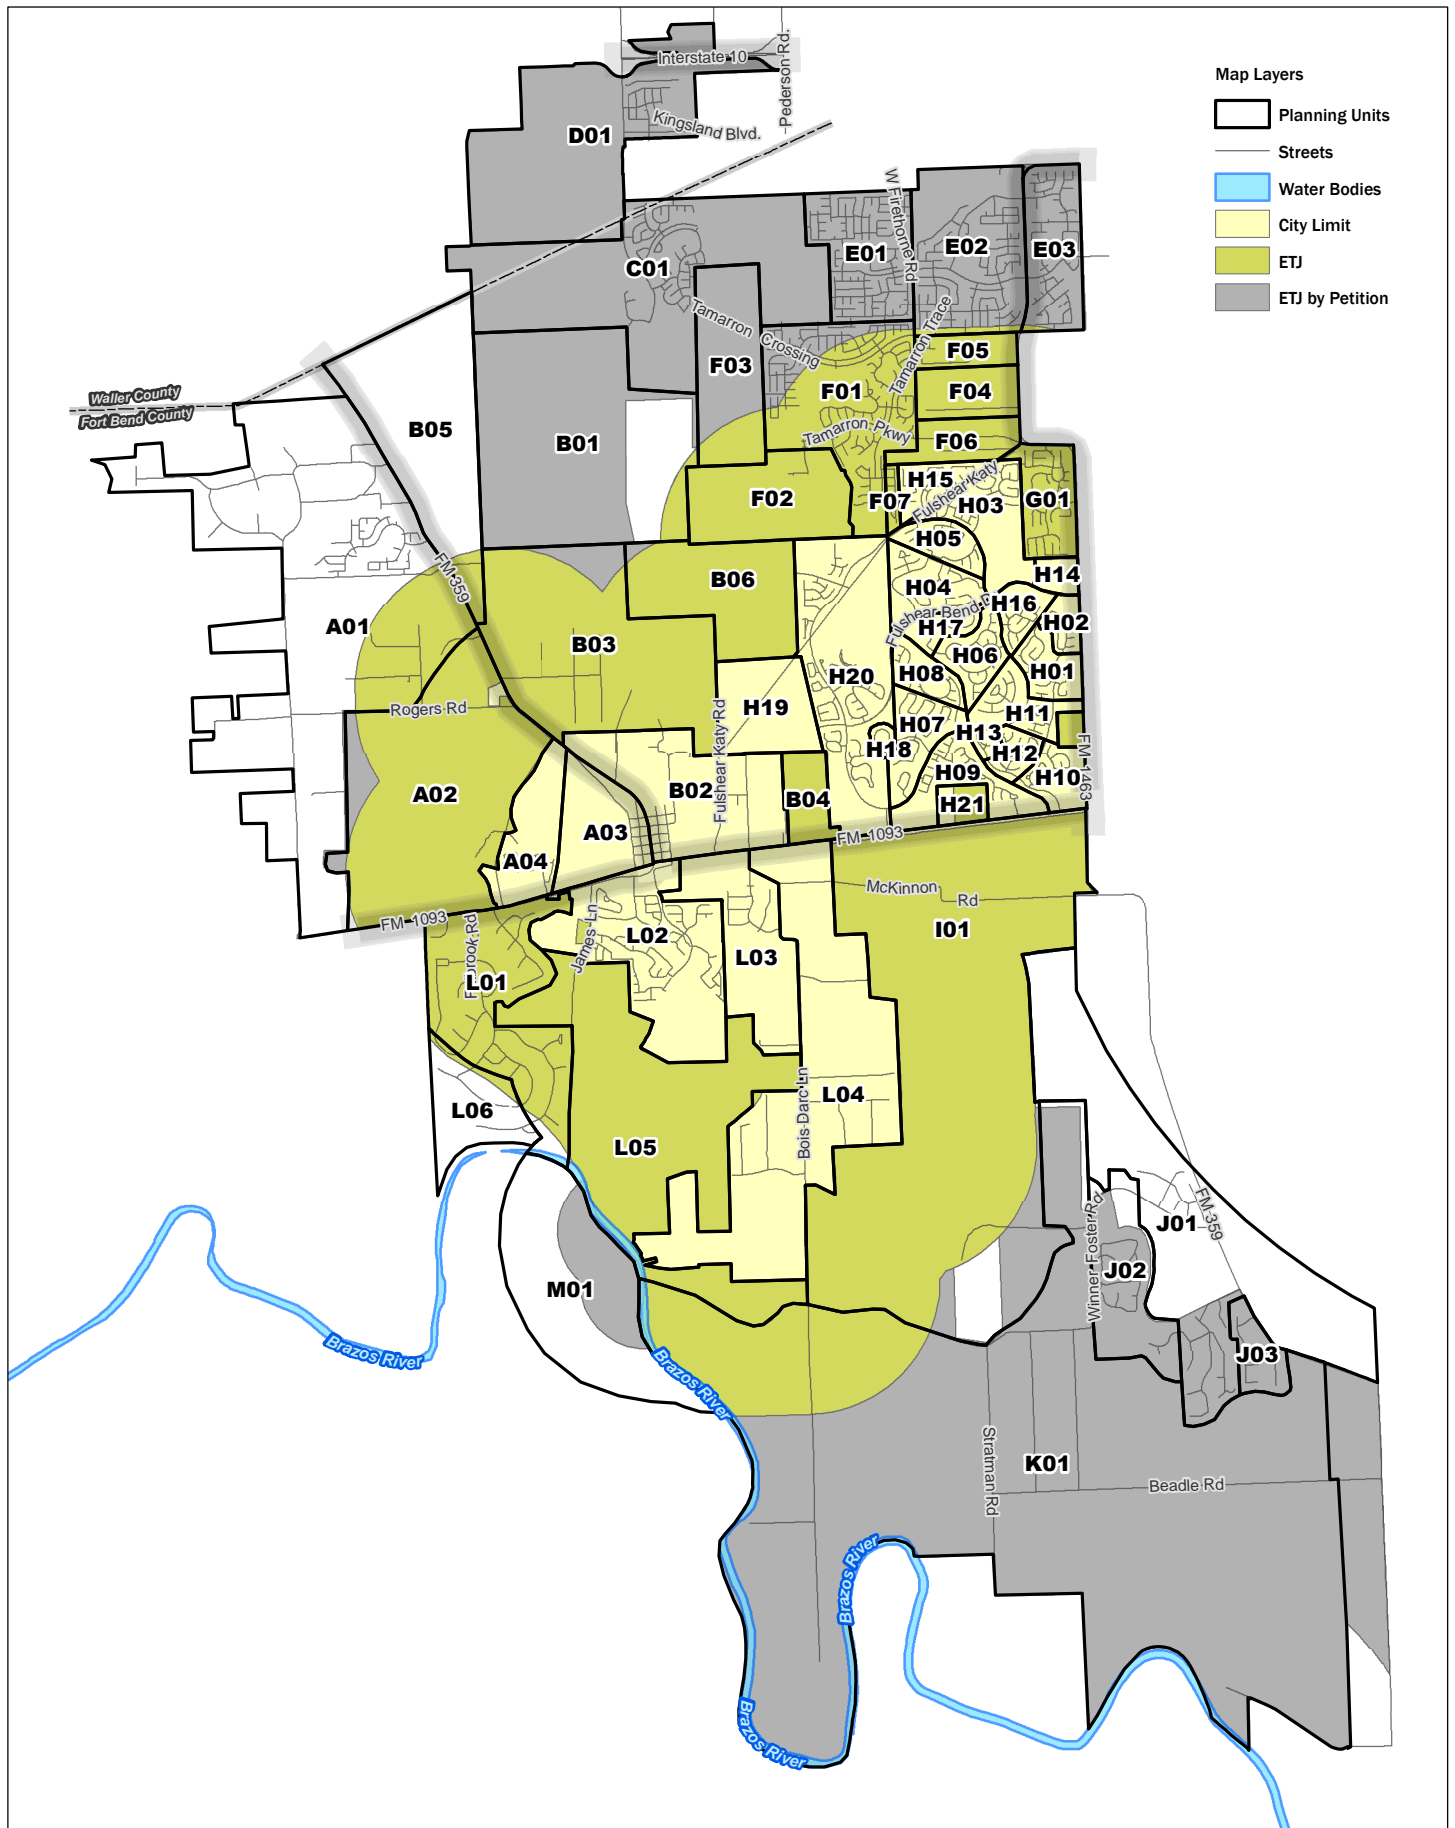 Map Layers
Planning Units
Streets
Water Bodies
City Limit
ETJ
ETJ by Petition
Interstate 10
Pederson Rd.
Kingsland Blvd.
D01
W Firethorne Rd
E01
E02
E03
C01
Tamarron Crossing
Tamarron Trace
F03
F05
F01
F04
Waller County
Fort Bend County
B05
B01
Tamarron Pkwy
F06
F02
F07
H15
Fulshear Katy
H03
G01
H05
FM 359
B06
H04
H14
H16
Fulshear Bend D
H17
H02
A01
B03
H06
H08
H01
H20
Rogers Rd
Fulshear Katy Rd
H19
H07
H11
H13
H18
H12
FM 1463
H09
H10
A02
B02
B04
H21
A03
FM 1093
A04
McKinnon Rd
FM 1093
James Ln
L02
I01
L03
L01
L04
Bois Darc Ln
L06
L05
Winner Foster Rd
FM 359
J01
J02
M01
Brazos River
J03
Brazos River
Stratman Rd
K01
Beadle Rd
Brazos River
Brazos River